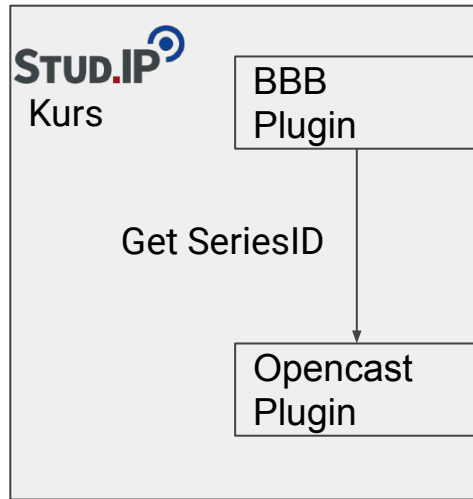 STUD.IP
Kurs
BBB
Plugin
Get SeriesID
Opencast
Plugin